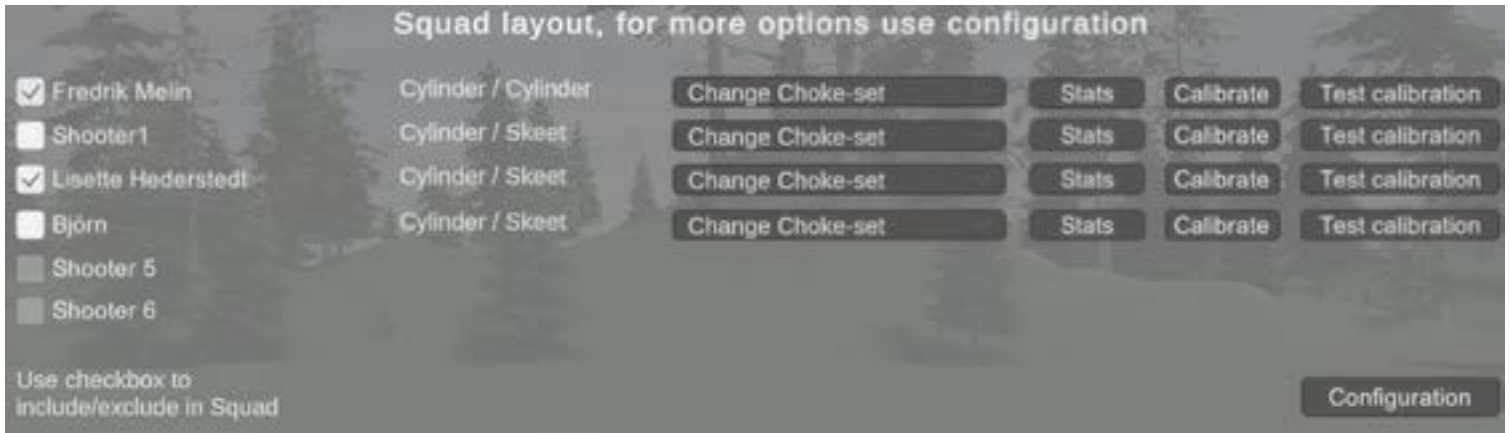 Squad layout, for more options use configuration
Fredrik Melin Cylinder / Cylinder Change Choke-set Stats Calibrate Test calibration
Shooter1 Cylinder / Skeet Change Choke-set Stats Calibrate Test calibration
Lisette Hederstedt Cylinder / Skeet Change Choke-set Stats Calibrate Test calibration
Björn Cylinder / Skeet Change Choke-set Stats Calibrate Test calibration
Shooter 5
Shooter 6
Use checkbox to
include/exclude in Squad
Configuration